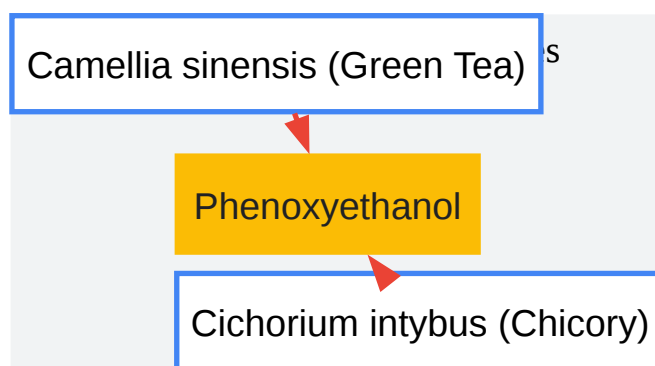 Camellia sinensis (Green Tea)
Phenoxyethanol
Cichorium intybus (Chicory)